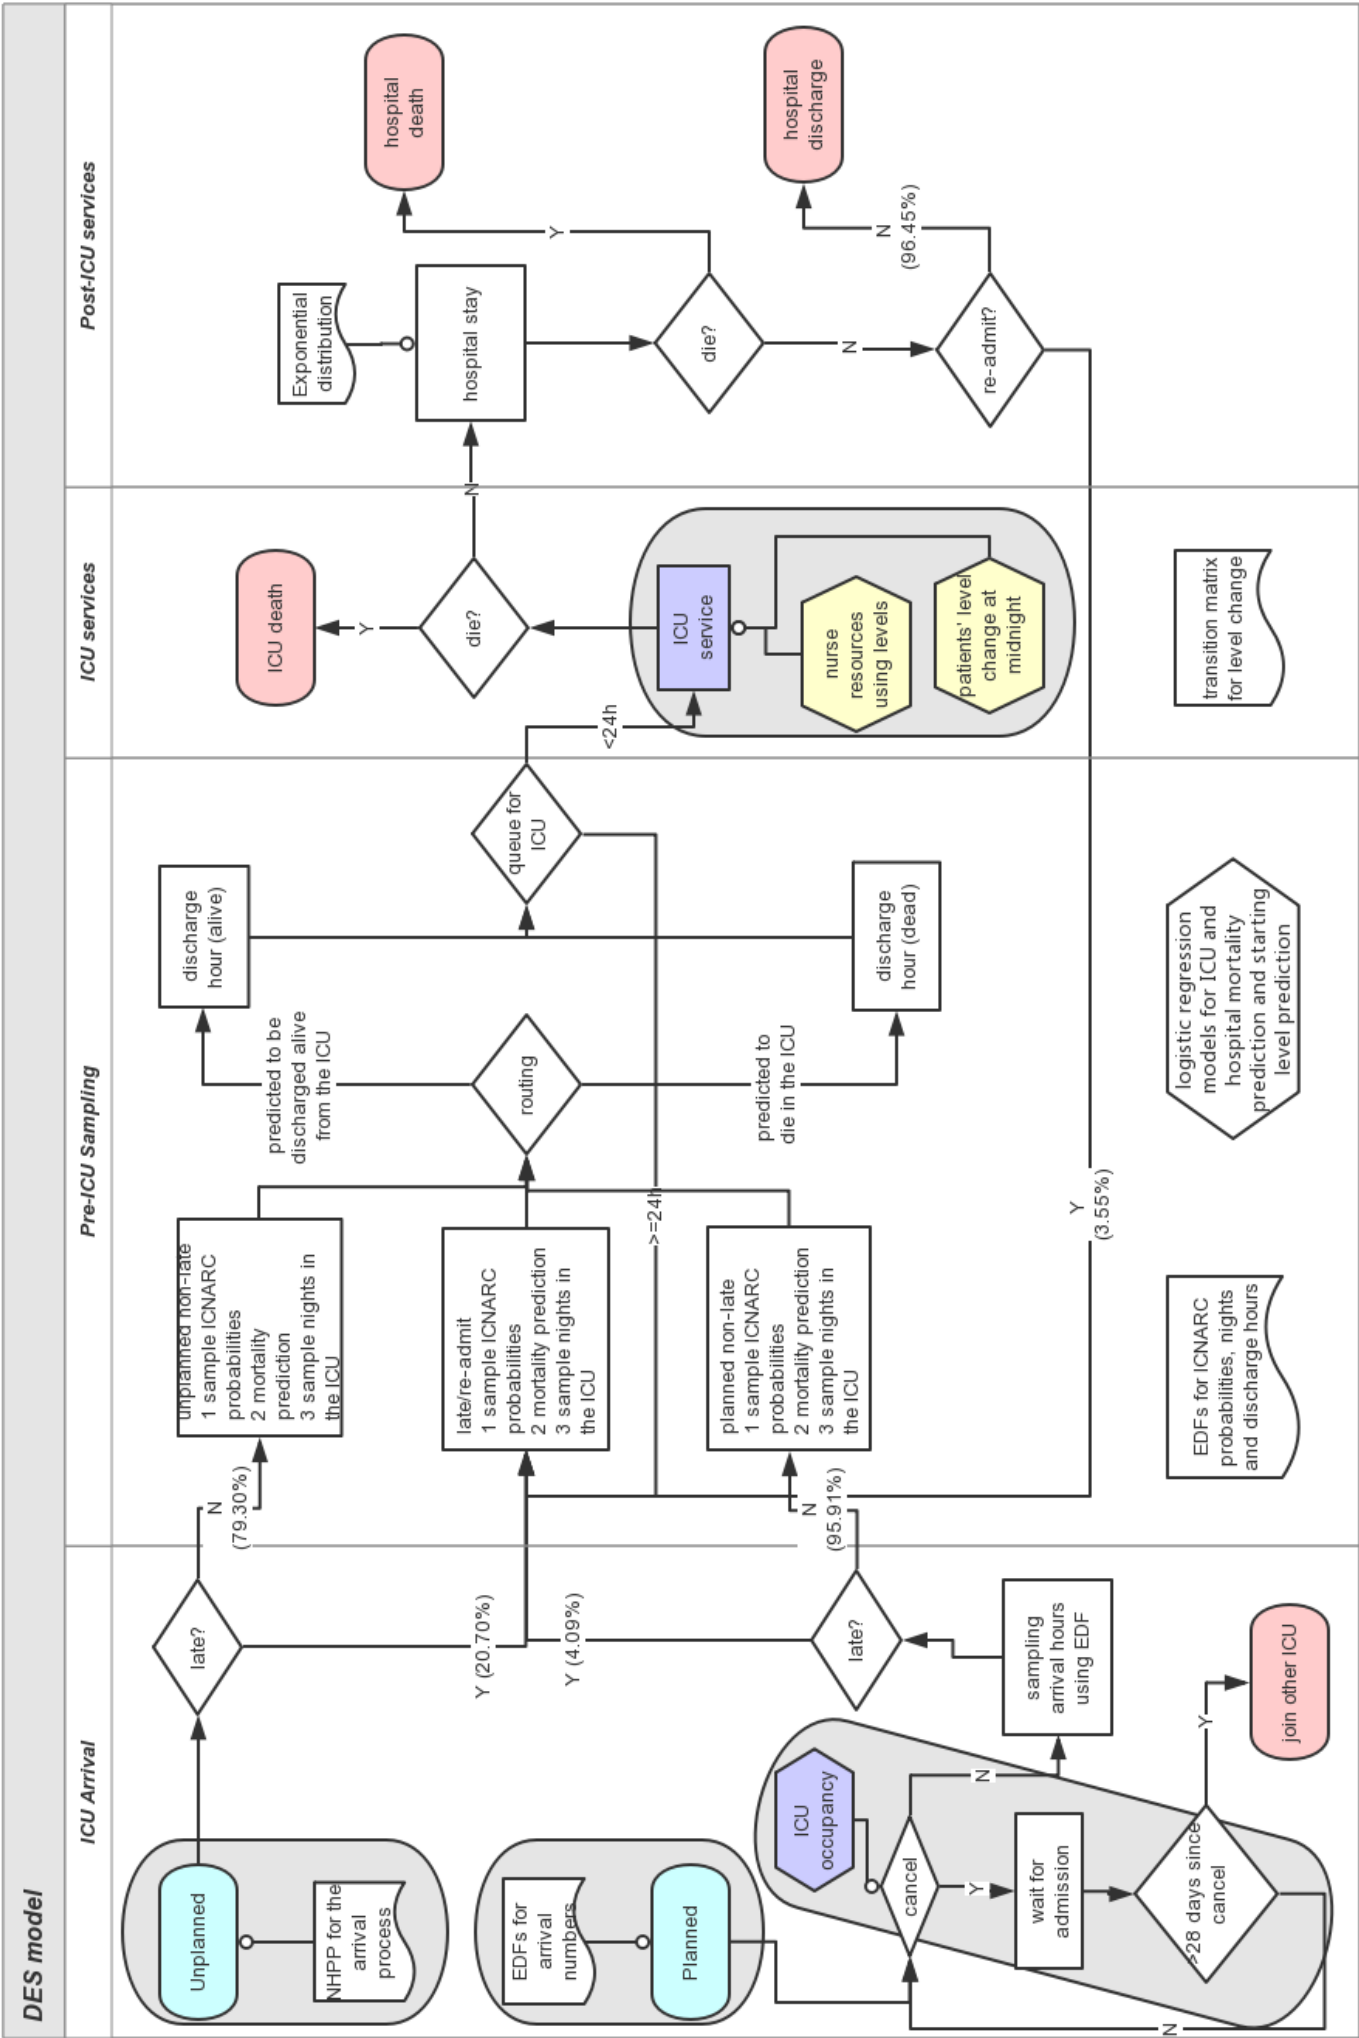 DES model
ICU Arrival
Pre-ICU Sampling
ICU services
Post-ICU services
Unplanned
NHPP for the
arrival
process
late?
N
(79.30%)
Y (20.70%)
EDFs for
arrival
numbers
Planned
ICU
occupancy
cancel
N
Y
wait for
admission
>28 days since
cancel
N
Y
join other ICU
sampling
arrival hours
using EDF
late?
Y (4.09%)
N
(95.91%)
unplanned non-late
1 sample ICNARC
probabilities
2 mortality
prediction
3 sample nights in
the ICU
late/re-admit
1 sample ICNARC
probabilities
2 mortality prediction
3 sample nights in
the ICU
planned non-late
1 sample ICNARC
probabilities
2 mortality prediction
3 sample nights in
the ICU
routing
predicted to be
discharged alive
from the ICU
predicted to
die in the ICU
discharge
hour (alive)
discharge
hour (dead)
queue for
ICU
>=24h
<24h
EDFs for ICNARC
probabilities, nights
and discharge hours
logistic regression
models for ICU and
hospital mortality
prediction and starting
level prediction
ICU
service
nurse
resources
using levels
patients' level
change at
midnight
die?
Y
ICU death
N
transition matrix
for level change
Exponential
distribution
hospital stay
die?
Y
hospital
death
N
re-admit?
N
(96.45%)
hospital
discharge
Y
(3.55%)